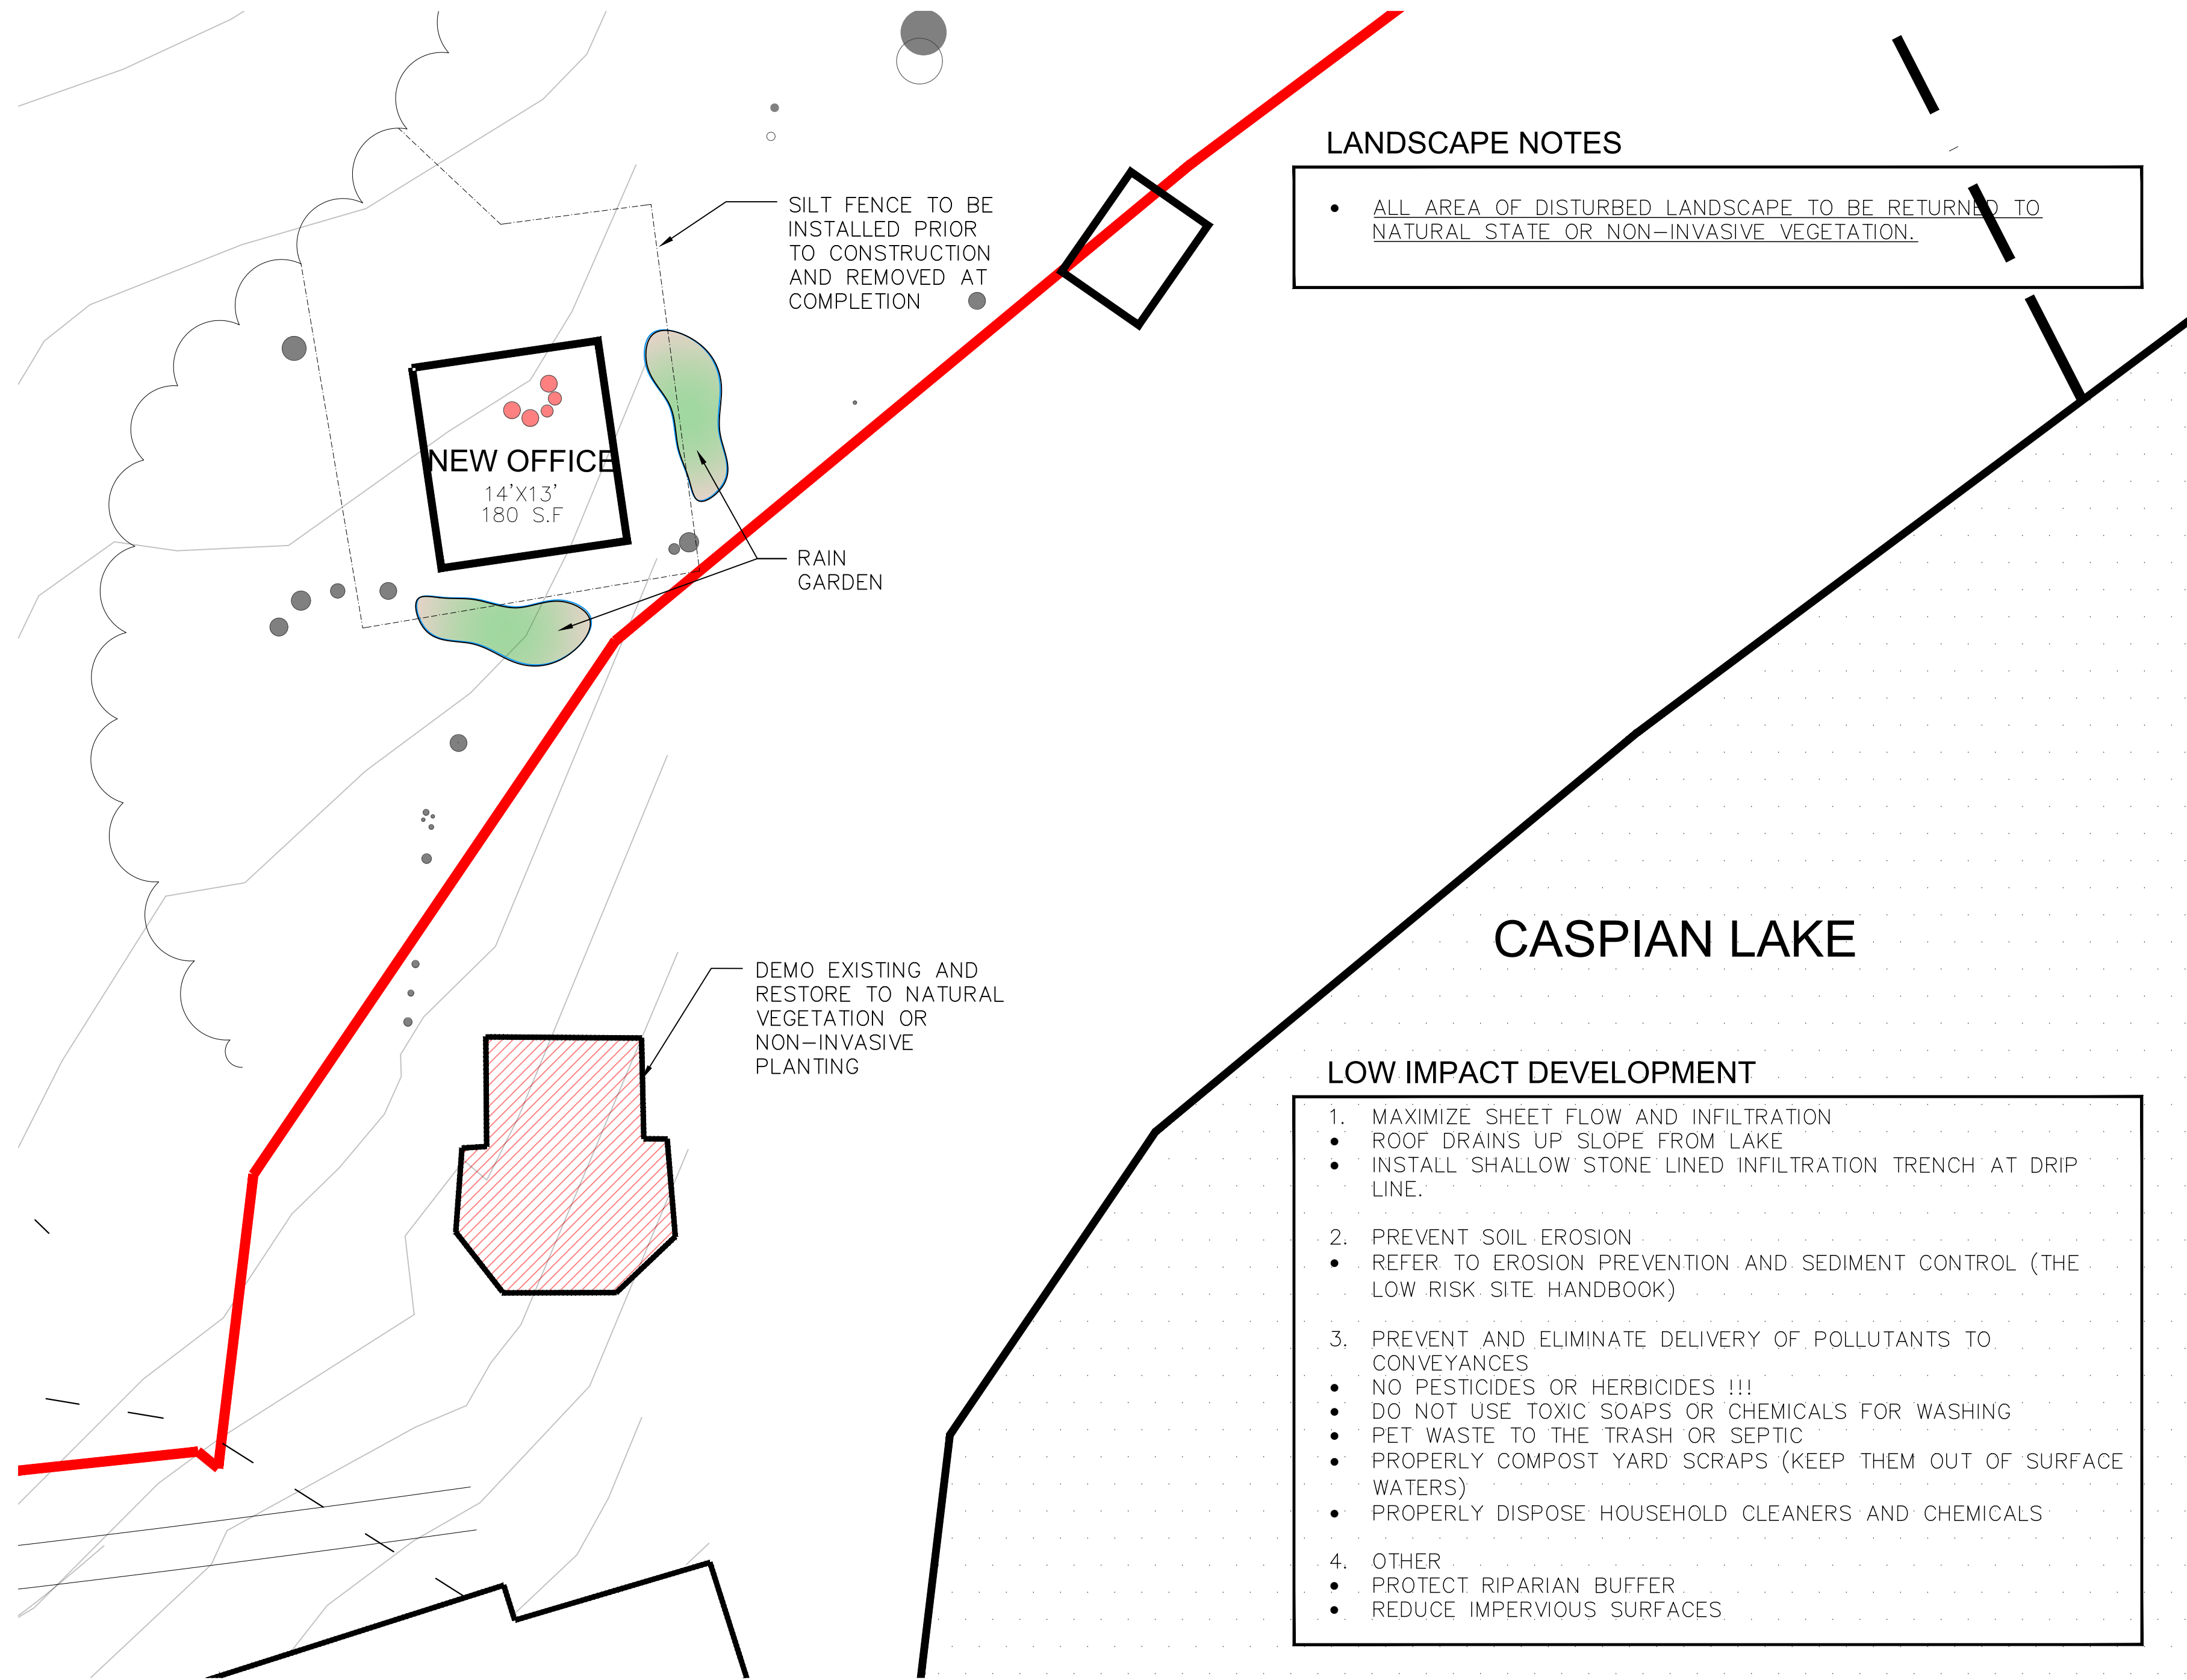 LANDSCAPE NOTES
• ALL AREA OF DISTURBED LANDSCAPE TO BE RETURNED TO
NATURAL STATE OR NON-INVASIVE VEGETATION.
SILT FENCE TO BE
INSTALLED PRIOR
TO CONSTRUCTION
AND REMOVED AT
COMPLETION
NEW OFFICE
14'X13'
180 S.F
RAIN
GARDEN
DEMO EXISTING AND
RESTORE TO NATURAL
VEGETATION OR
NON-INVASIVE
PLANTING
CASPIAN LAKE
LOW IMPACT DEVELOPMENT
1. MAXIMIZE SHEET FLOW AND INFILTRATION
• ROOF DRAINS UP SLOPE FROM LAKE
• INSTALL SHALLOW STONE LINED INFILTRATION TRENCH AT DRIP
LINE.
2. PREVENT SOIL EROSION
• REFER TO EROSION PREVENTION AND SEDIMENT CONTROL (THE
LOW RISK SITE HANDBOOK)
3. PREVENT AND ELIMINATE DELIVERY OF POLLUTANTS TO
CONVEYANCES
• NO PESTICIDES OR HERBICIDES !!!
• DO NOT USE TOXIC SOAPS OR CHEMICALS FOR WASHING
• PET WASTE TO THE TRASH OR SEPTIC
• PROPERLY COMPOST YARD SCRAPS (KEEP THEM OUT OF SURFACE
WATERS)
• PROPERLY DISPOSE HOUSEHOLD CLEANERS AND CHEMICALS
4. OTHER
• PROTECT RIPARIAN BUFFER
• REDUCE IMPERVIOUS SURFACES